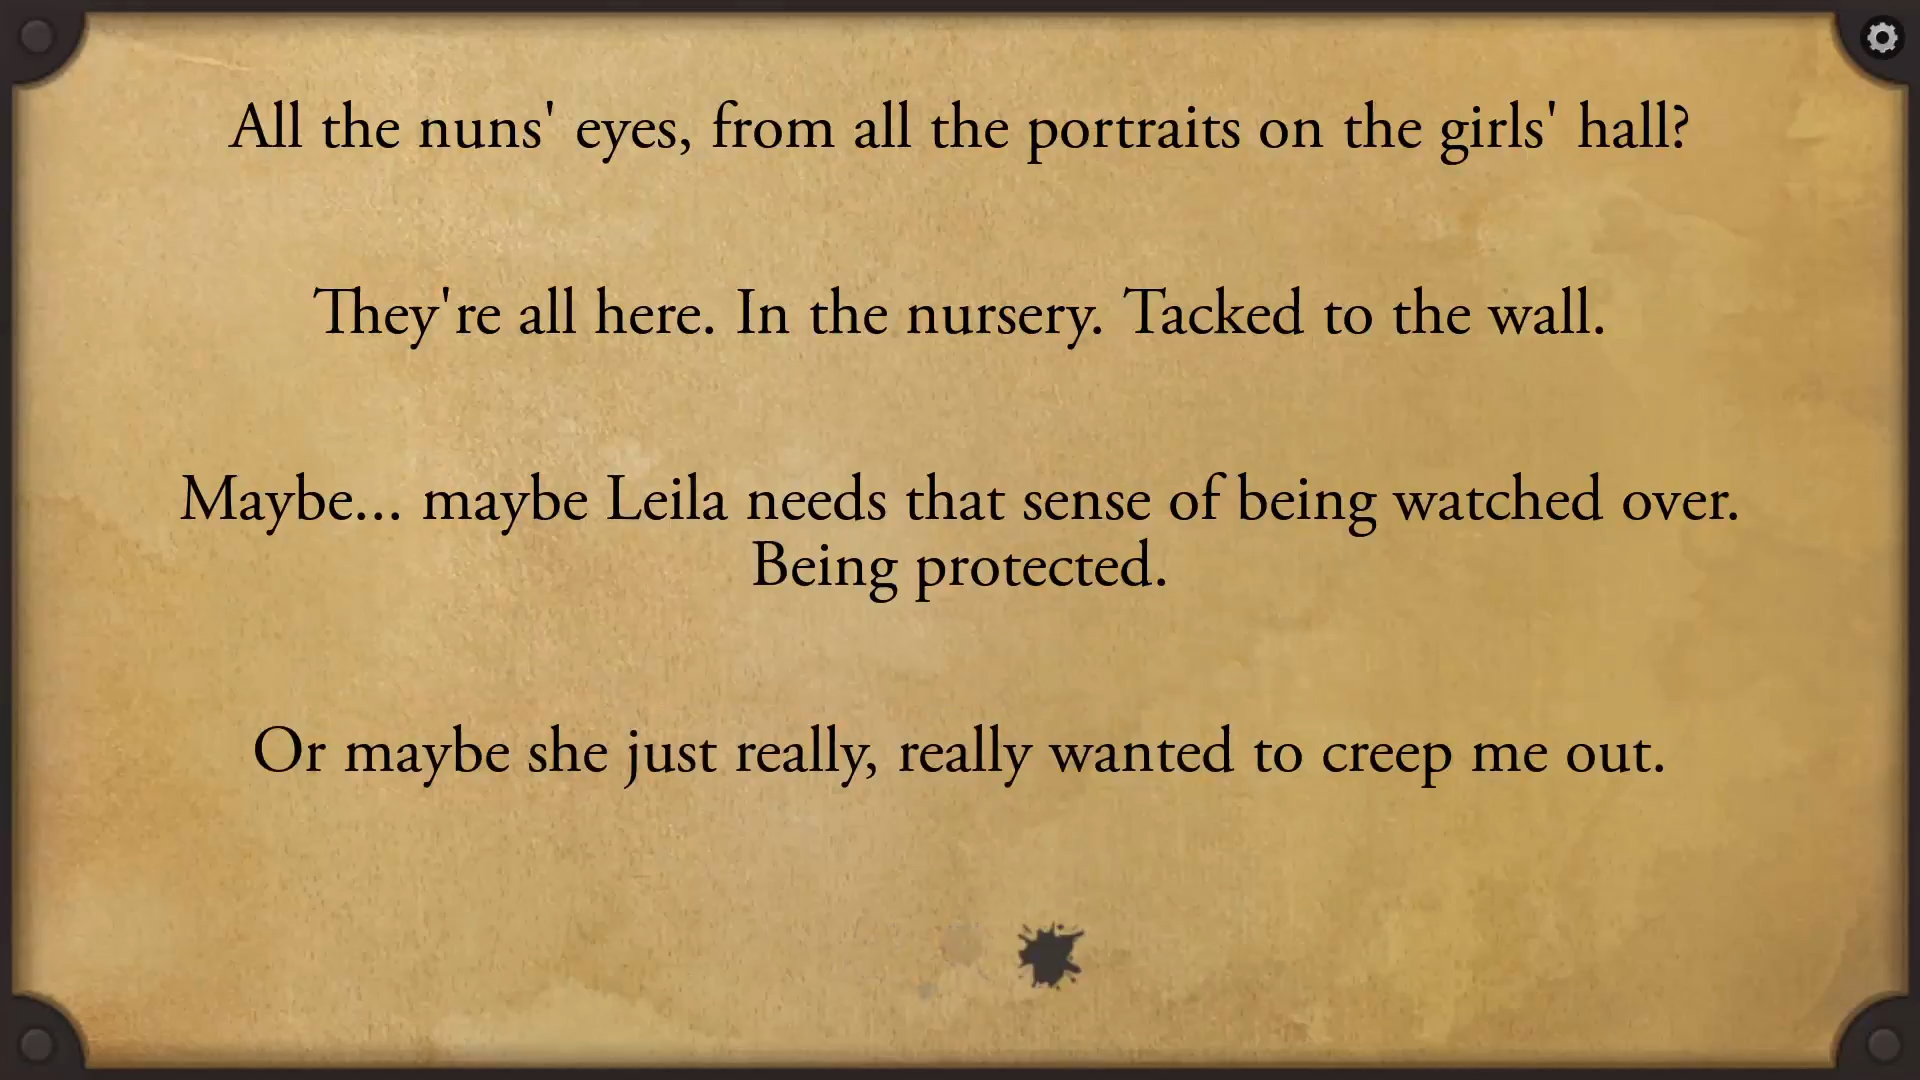 All the nuns' eyes, from all the portraits on the girls' hall?
They're all here. In the nursery. Tacked to the wall.
Maybe... maybe Leila needs that sense of being watched over.
Being protected.
Or maybe she just really, really wanted to creep me out.